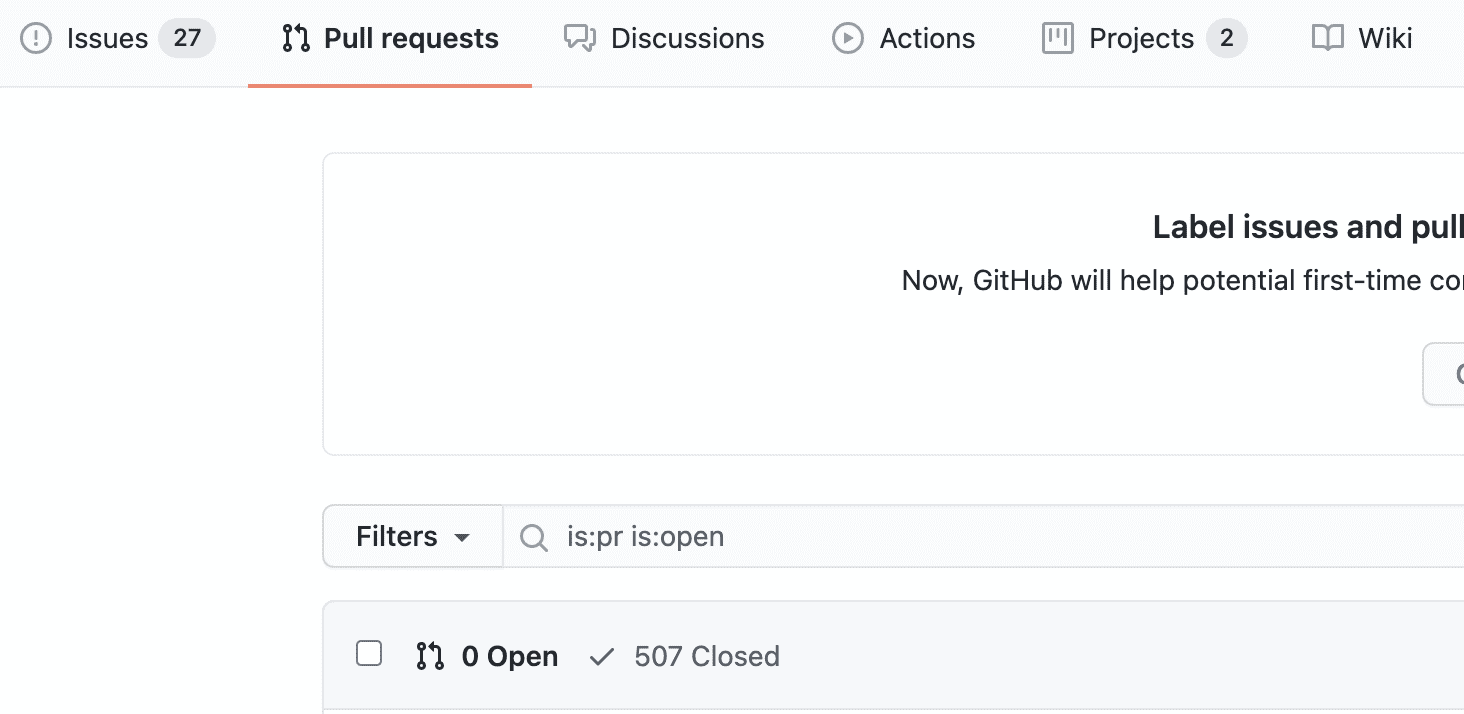 Issues 27 Pull requests Discussions Actions Projects 2 Wiki
Label issues and pull
Now, GitHub will help potential first-time
Filters is:pr is:open
0 Open 507 Closed